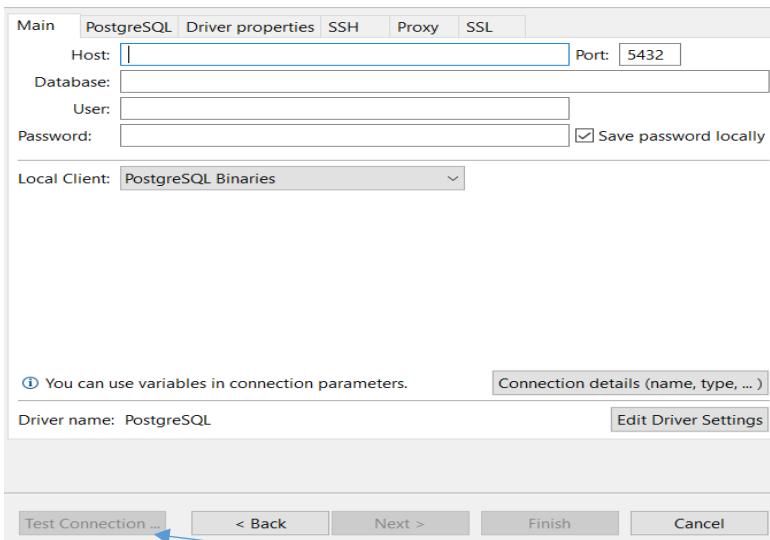 Main PostgreSQL Driver properties SSH Proxy SSL
Host: Port: 5432
Database:
User:
Password: Save password locally
Local Client: PostgreSQL Binaries
You can use variables in connection parameters. Connection details (name, type, ... )
Driver name: PostgreSQL Edit Driver Settings
Test Connection ... < Back Next > Finish Cancel